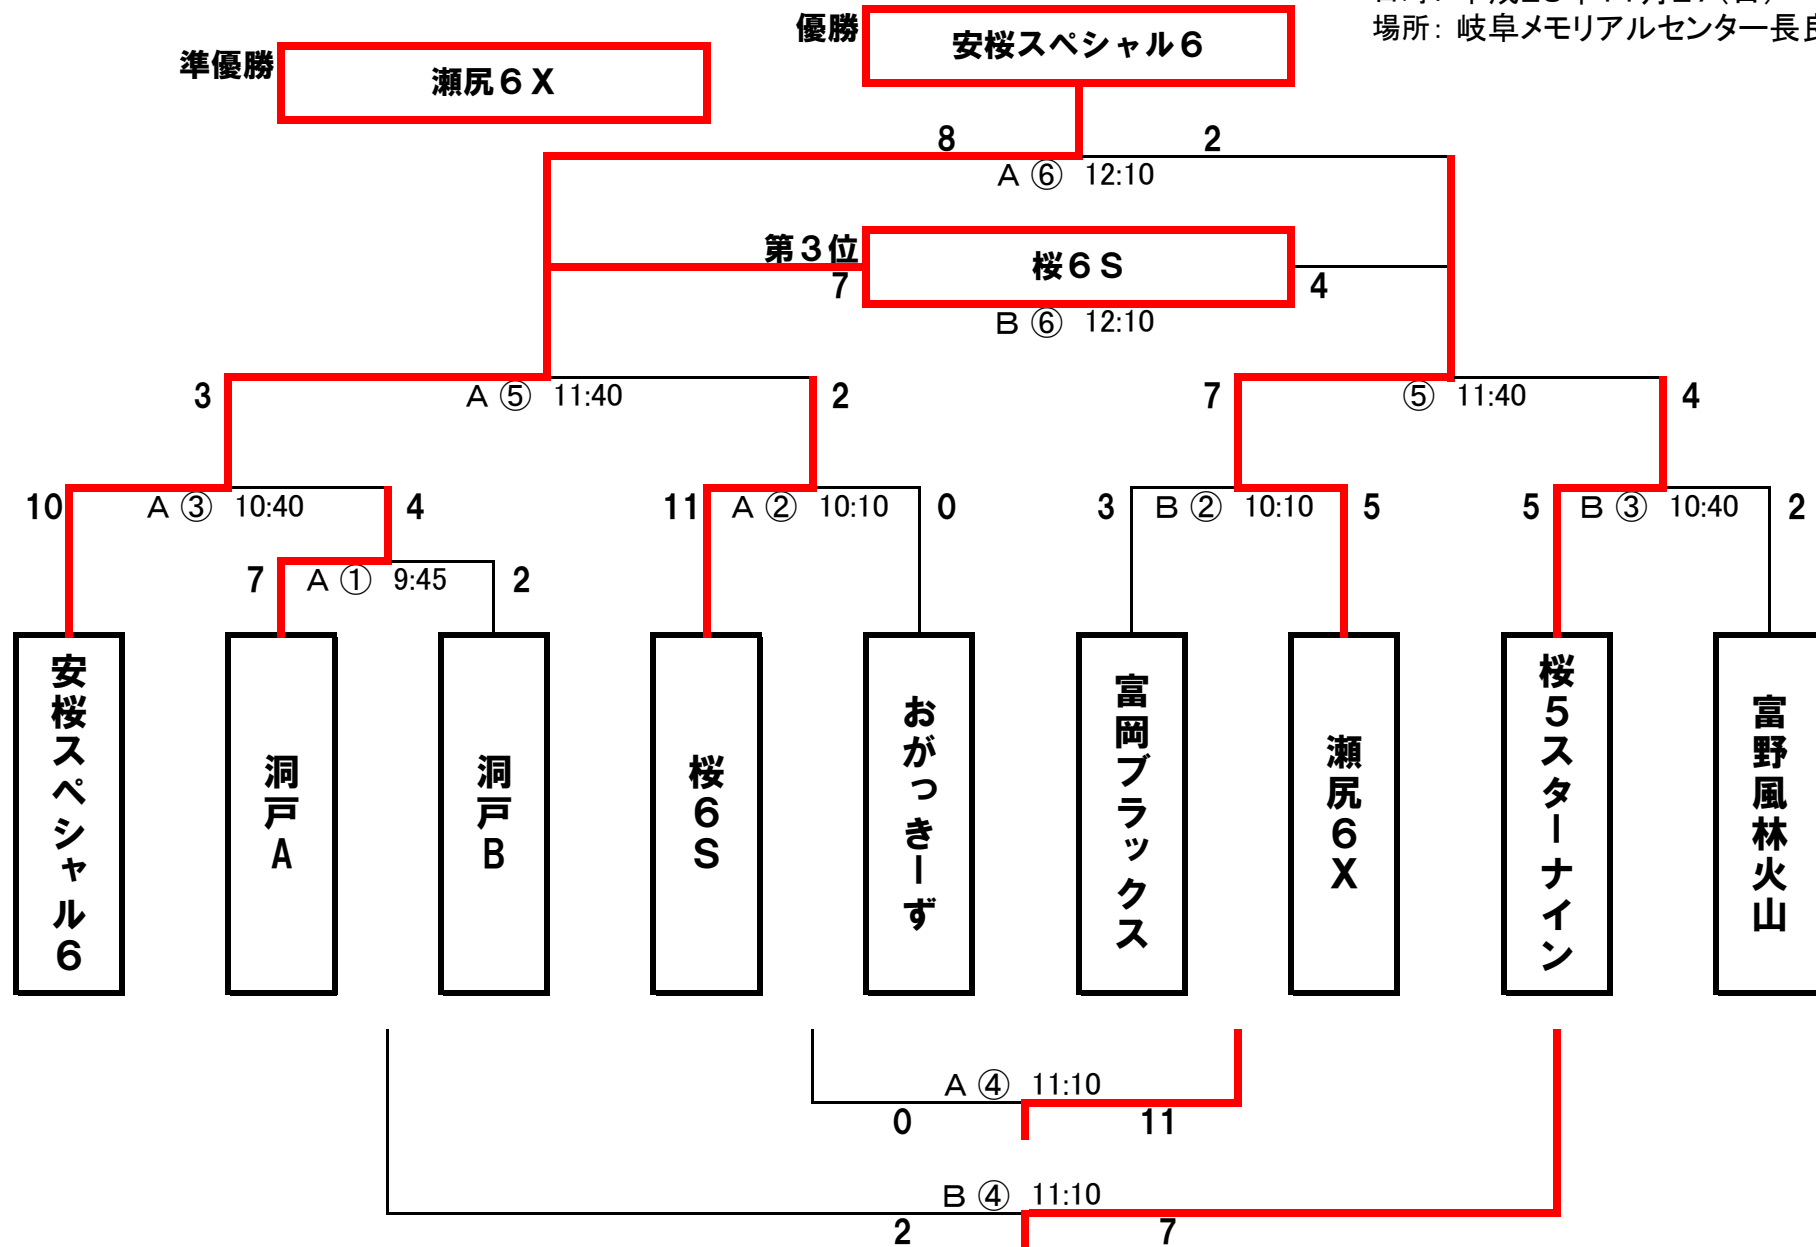 場所： 岐阜メモリアルセンター長良
優勝
安桜スペシャル６
準優勝
瀬尻６Ｘ
8
2
Ａ ⑥ 12:10
第３位
桜６Ｓ
7
4
Ｂ ⑥ 12:10
3
Ａ ⑤ 11:40
2
7
⑤ 11:40
4
10
Ａ ③ 10:40
4
11
Ａ ② 10:10
0
3
Ｂ ② 10:10
5
5
Ｂ ③ 10:40
2
7
Ａ ① 9:45
2
安桜スペシャル６
洞戸Ａ
洞戸Ｂ
桜６Ｓ
おがっきーず
富岡ブラックス
瀬尻６Ｘ
桜５スターナイン
富野風林火山
Ａ ④ 11:10
0
11
Ｂ ④ 11:10
2
7